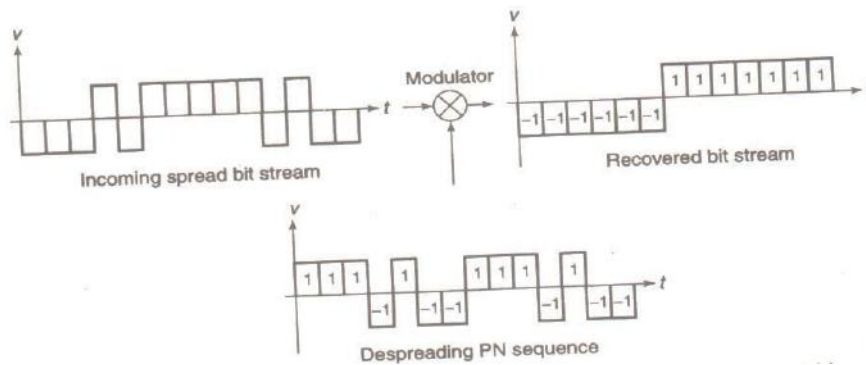 v
t
Incoming spread bit stream
Modulator
v
1 1 1 1 1 1 1
-1 -1 -1 -1 -1 -1
Recovered bit stream
v
1 1 1 1 1 1 1 1
t
-1 -1 -1 -1 -1 -1
Despreading PN sequence